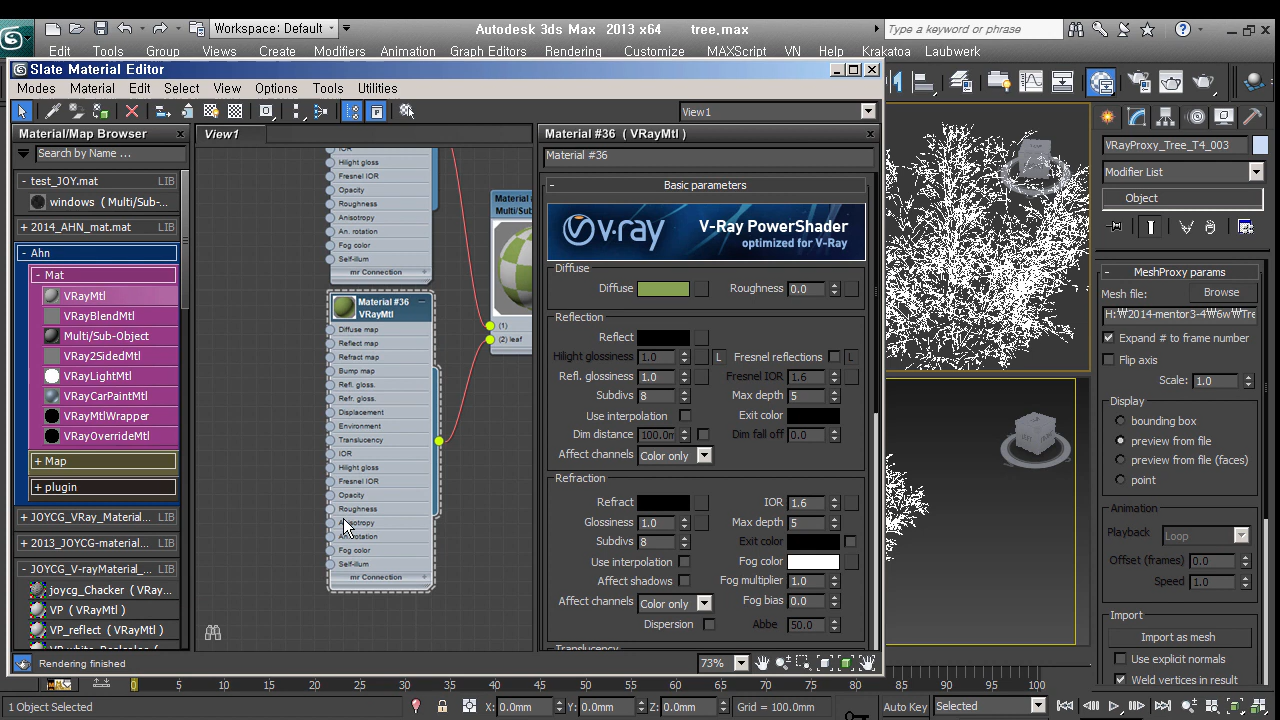 Workspace: Default
Autodesk 3ds Max 2013 x64
tree.max
Type a keyword or phrase
Edit
Tools
Group
Views
Create
Modifiers
Animation
Graph Editors
Rendering
Customize
MAXScript
VN
Help
Krakatoa
Laubwerk
Slate Material Editor
Modes
Material
Edit
Select
View
Options
Tools
Utilities
View1
Material/Map Browser
Search by Name ...
- test_JOY.mat
LIB
windows ( Multi/Sub-...
+ 2014_AHN_mat.mat
LIB
- Ahn
- Mat
VRayMtl
VRayBlendMtl
Multi/Sub-Object
VRay2SidedMtl
VRayLightMtl
VRayCarPaintMtl
VRayMtlWrapper
VRayOverrideMtl
+ Map
+ plugin
+ JOYCG_VRay_Material...
LIB
+ 2013_JOYCG-material...
LIB
- JOYCG_V-rayMaterial_...
LIB
joycg_Checker ( VRay...
VP ( VRayMtl )
VP_reflect ( VRayMtl )
View1
IOR
Hilight gloss
Fresnel IOR
Opacity
Roughness
Anisotropy
An. rotation
Fog color
Self-illum
mr Connection +
Material #36
VRayMtl
Diffuse map
Reflect map
Refract map
Bump map
Refl. gloss.
Refr. gloss.
Displacement
Environment
Translucency
IOR
Hilight gloss
Fresnel IOR
Opacity
Roughness
Fog color
Self-illum
mr Connection +
Material #
Multi/Sub-
(1)
(2) leaf
Material #36 ( VRayMtl )
Material #36
- Basic parameters
v·ray
V-Ray PowerShader
optimized for V-Ray
Diffuse
Diffuse
Roughness 0.0
Reflection
Reflect
Hilight glossiness 1.0 L
Fresnel reflections L
Refl. glossiness 1.0
Fresnel IOR 1.6
Subdivs 8
Max depth 5
Use interpolation
Exit color
Dim distance 100.0m
Dim fall off 0.0
Affect channels Color only
Refraction
Refract
IOR 1.6
Glossiness 1.0
Max depth 5
Subdivs 8
Exit color
Use interpolation
Fog color
Affect shadows
Fog multiplier 1.0
Affect channels Color only
Fog bias 0.0
Dispersion
Abbe 50.0
Translucency
Rendering finished
73%
VRayProxy_Tree_T4_003
Modifier List
Object
- MeshProxy params
Mesh file:
Browse
H:₩2014-mentor3-4₩6w₩Tre
Expand # to frame number
Flip axis
Scale: 1.0
Display
bounding box
preview from file
preview from file (faces)
point
Animation
Playback Loop
Offset (frames) 0.0
Speed 1.0
Import
Import as mesh
Use explicit normals
Weld vertices in result
0 5 10 15 20 25 30 35 40 45 50 55 60 65 70 75 80 85 90 95 100
1 Object Selected
X: 0.0mm
Y: 0.0mm
Z: 0.0mm
Grid = 100.0mm
Auto Key
Selected